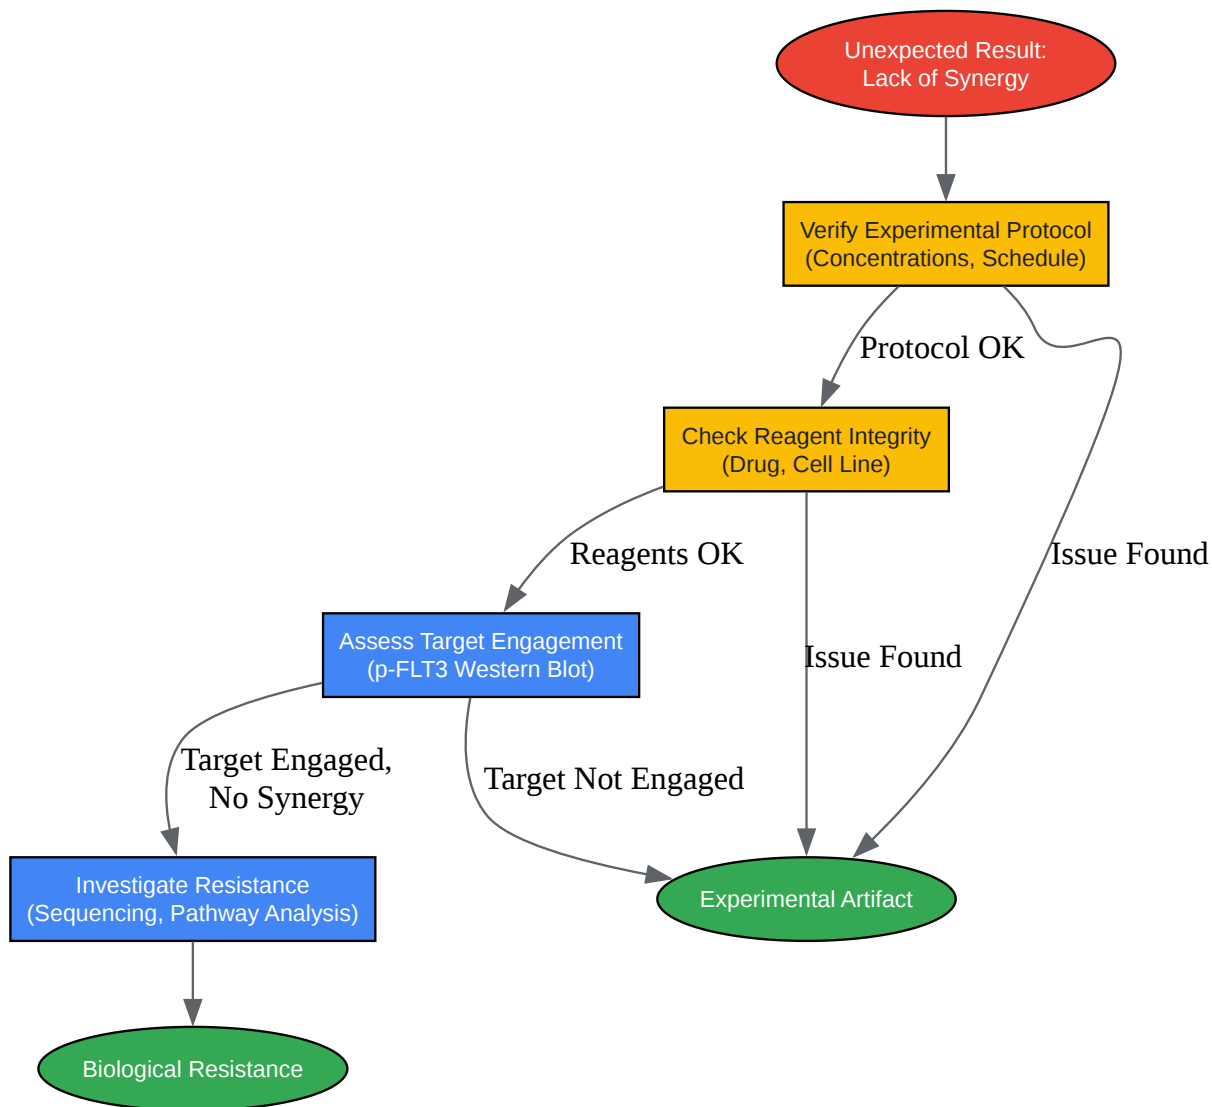 Unexpected Result:
Lack of Synergy
Verify Experimental Protocol
(Concentrations, Schedule)
Protocol OK
Check Reagent Integrity
(Drug, Cell Line)
Reagents OK
Issue Found
Assess Target Engagement
(p-FLT3 Western Blot)
Issue Found
Target Engaged,
No Synergy
Target Not Engaged
Investigate Resistance
(Sequencing, Pathway Analysis)
Experimental Artifact
Biological Resistance